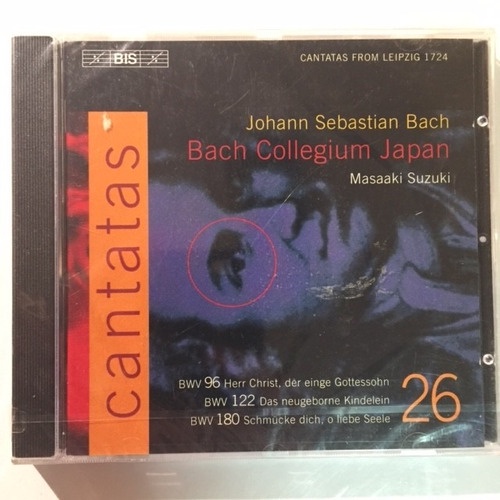 BIS
CANTATAS FROM LEIPZIG 1724
Johann Sebastian Bach
Bach Collegium Japan
Masaaki Suzuki
cantatas
BWV 96 Herr Christ, der einge Gottessohn
BWV 122 Das neugeborne Kindelein
BWV 180 Schmücke dich, o liebe Seele
26